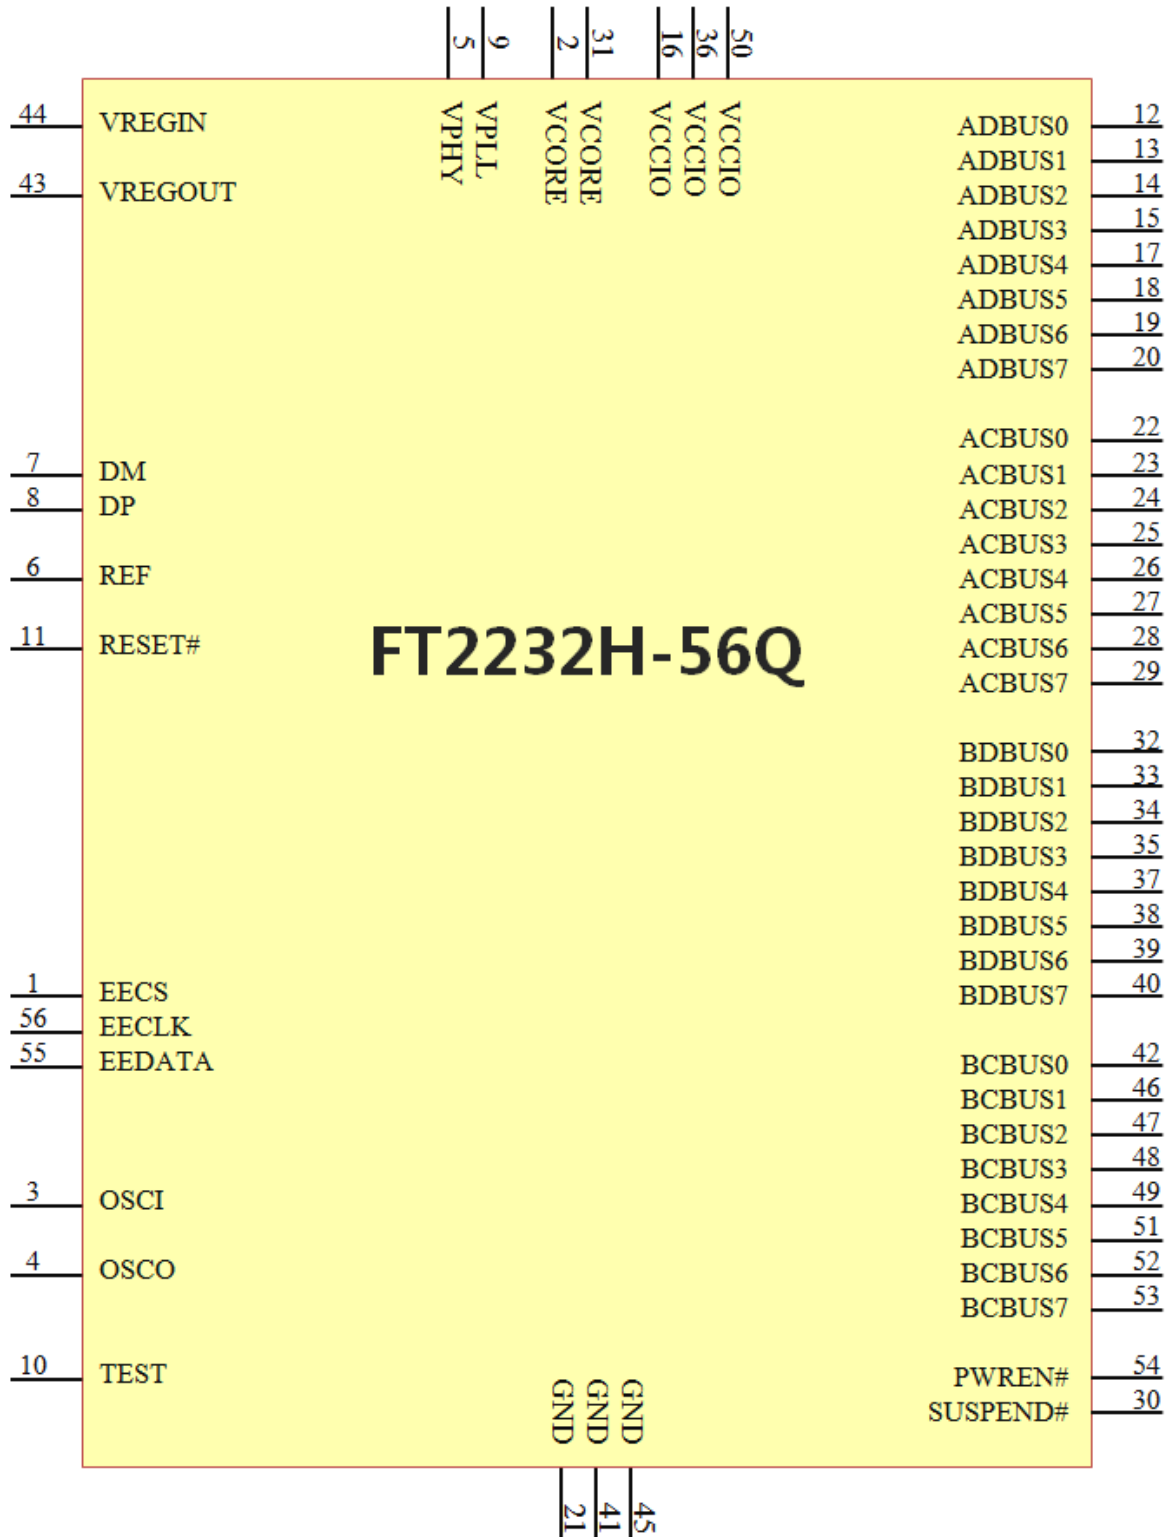 5 9 2 31 16 36 50
VPHY VPLL VCORE VCORE VCCIO VCCIO VCCIO
44 VREGIN
43 VREGOUT
7 DM
8 DP
6 REF
11 RESET#
1 EECS
56 EECLK
55 EEDATA
3 OSCI
4 OSCO
10 TEST
FT2232H-56Q
ADBUS0 12
ADBUS1 13
ADBUS2 14
ADBUS3 15
ADBUS4 17
ADBUS5 18
ADBUS6 19
ADBUS7 20
ACBUS0 22
ACBUS1 23
ACBUS2 24
ACBUS3 25
ACBUS4 26
ACBUS5 27
ACBUS6 28
ACBUS7 29
BDBUS0 32
BDBUS1 33
BDBUS2 34
BDBUS3 35
BDBUS4 37
BDBUS5 38
BDBUS6 39
BDBUS7 40
BCBUS0 42
BCBUS1 46
BCBUS2 47
BCBUS3 48
BCBUS4 49
BCBUS5 51
BCBUS6 52
BCBUS7 53
PWREN# 54
SUSPEND# 30
GND GND GND
21 41 45